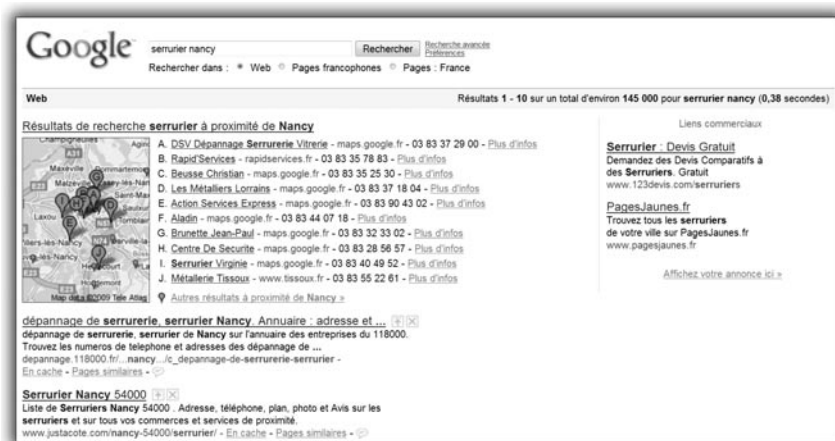 Google
serrurier nancy Rechercher Recherche avancée
Préférences
Rechercher dans : Web Pages francophones Pages : France
Web Résultats 1 - 10 sur un total d'environ 145 000 pour serrurier nancy (0,38 secondes)
Résultats de recherche serrurier à proximité de Nancy
A. DSV Dépannage Serrurerie Vitrerie - maps.google.fr - 03 83 37 29 00 - Plus d'infos
B. Rapid'Services - rapidservices.fr - 03 83 35 78 83 - Plus d'infos
C. Beusse Christian - maps.google.fr - 03 83 35 25 30 - Plus d'infos
D. Les Métalliers Lorrains - maps.google.fr - 03 83 37 18 04 - Plus d'infos
E. Action Services Express - maps.google.fr - 03 83 90 43 02 - Plus d'infos
F. Aladin - maps.google.fr - 03 83 44 07 18 - Plus d'infos
G. Brunette Jean-Paul - maps.google.fr - 03 83 32 33 02 - Plus d'infos
H. Centre De Securite - maps.google.fr - 03 83 28 56 57 - Plus d'infos
I. Serrurier Virginie - maps.google.fr - 03 83 40 49 52 - Plus d'infos
J. Métallerie Tissoux - www.tissoux.fr - 03 83 55 22 61 - Plus d'infos
Autres résultats à proximité de Nancy »
Champigneulles
A31
Maxéville
Malzéville
E23
Laxou
N74
E23
Map data ©2009 Tele Atlas
Liens commerciaux
Serrurier : Devis Gratuit
Demandez des Devis Comparatifs à
des Serruriers. Gratuit
www.123devis.com/serruriers
PagesJaunes.fr
Trouvez tous les serruriers
de votre ville sur PagesJaunes.fr
www.pagesjaunes.fr
Affichez votre annonce ici »
dépannage de serrurerie, serrurier Nancy. Annuaire : adresse et ...
dépannage de serrurerie, serrurier de Nancy sur l'annuaire des entreprises du 118000.
Trouvez les numeros de telephone et adresses des dépannage de ...
depannage.118000.fr/...nancy.../c_depannage-de-serrurerie-serrurier -
En cache - Pages similaires -
Serrurier Nancy 54000
Liste de Serruriers Nancy 54000 . Adresse, téléphone, plan, photo et Avis sur les
serruriers et sur tous vos commerces et services de proximité.
www.justacote.com/nancy-54000/serrurier/ - En cache - Pages similaires -